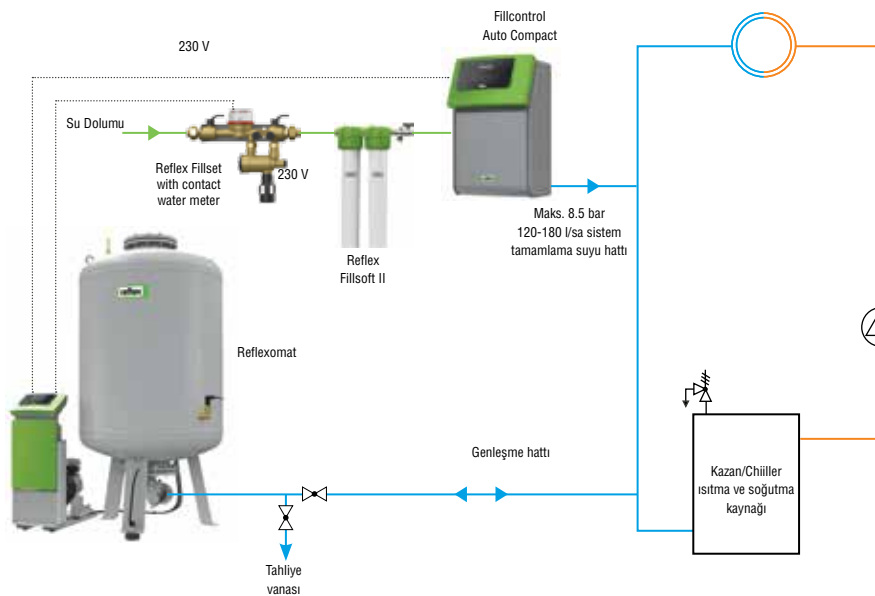 Fillcontrol
Auto Compact
230 V
Su Dolumu
Reflex Fillset
with contact
water meter
230 V
Reflex
Fillsoft II
Maks. 8.5 bar
120-180 l/sa sistem
tamamlama suyu hattı
reflex
Reflexomat
Genleşme hattı
Kazan/Chiiller
ısıtma ve soğutma
kaynağı
Tahliye
vanası